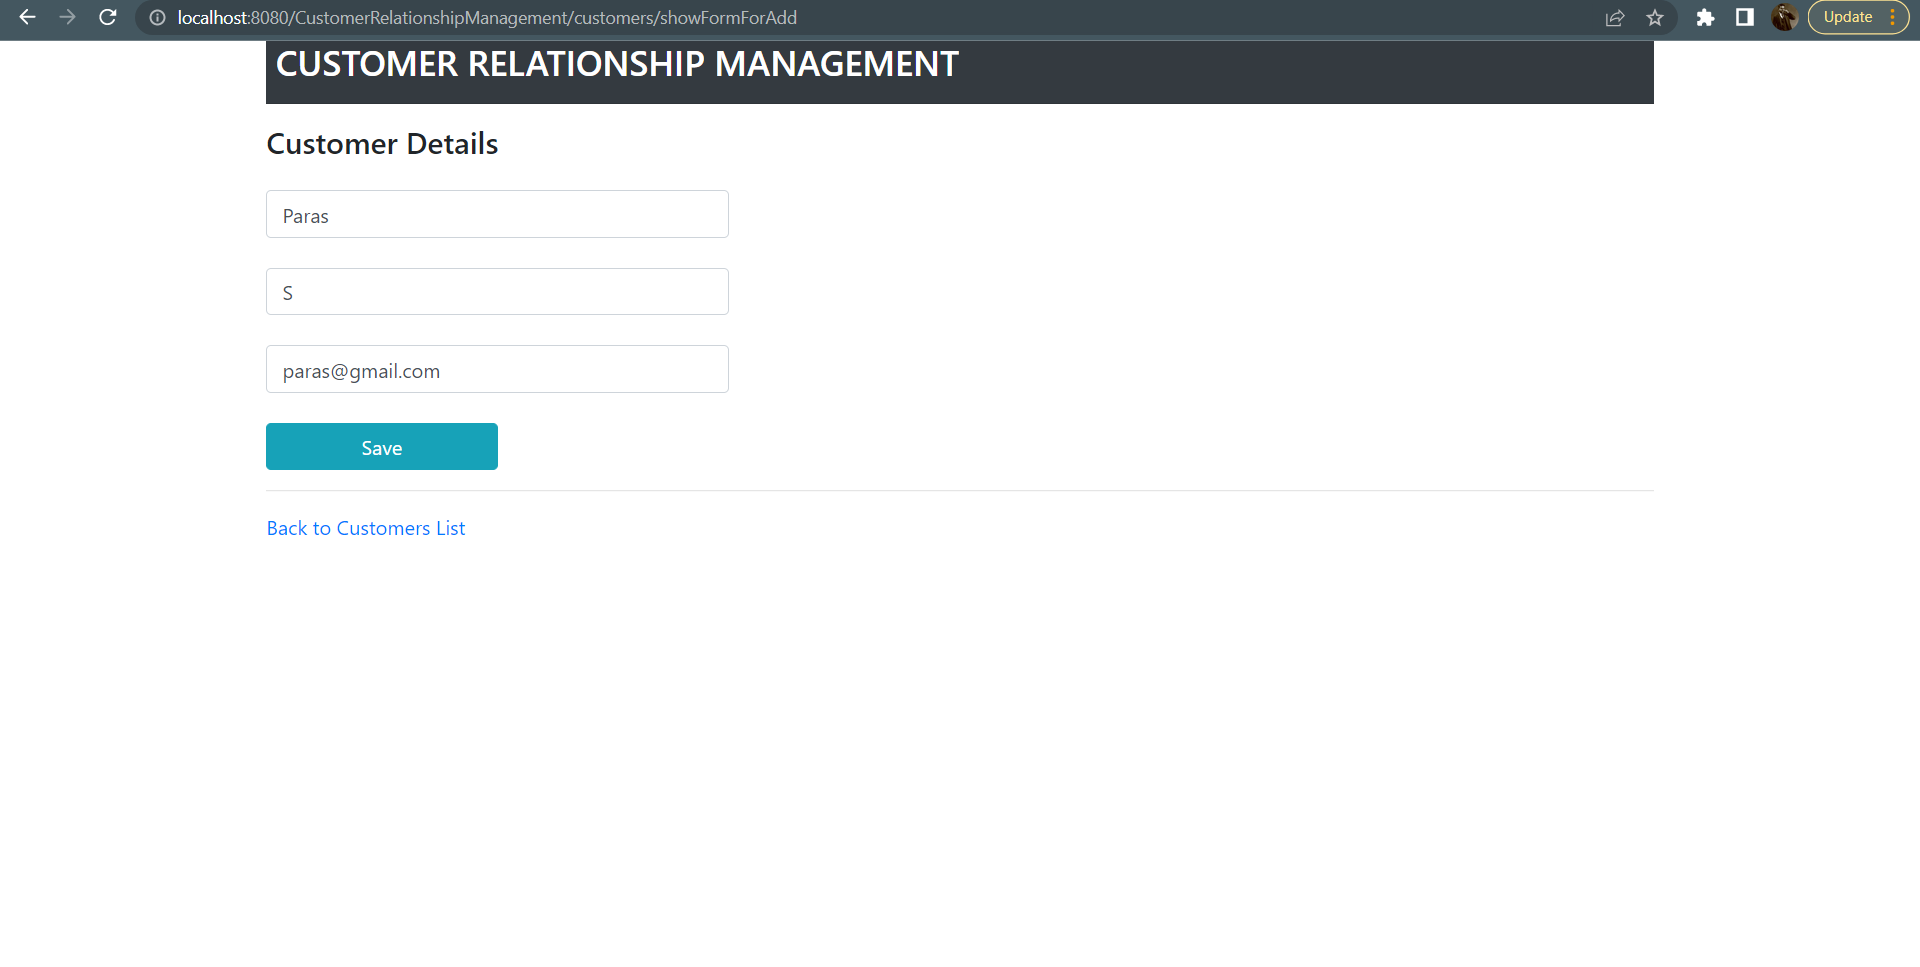 localhost:8080/CustomerRelationshipManagement/customers/showFormForAdd
Update
CUSTOMER RELATIONSHIP MANAGEMENT
Customer Details
Paras
S
paras@gmail.com
Save
Back to Customers List